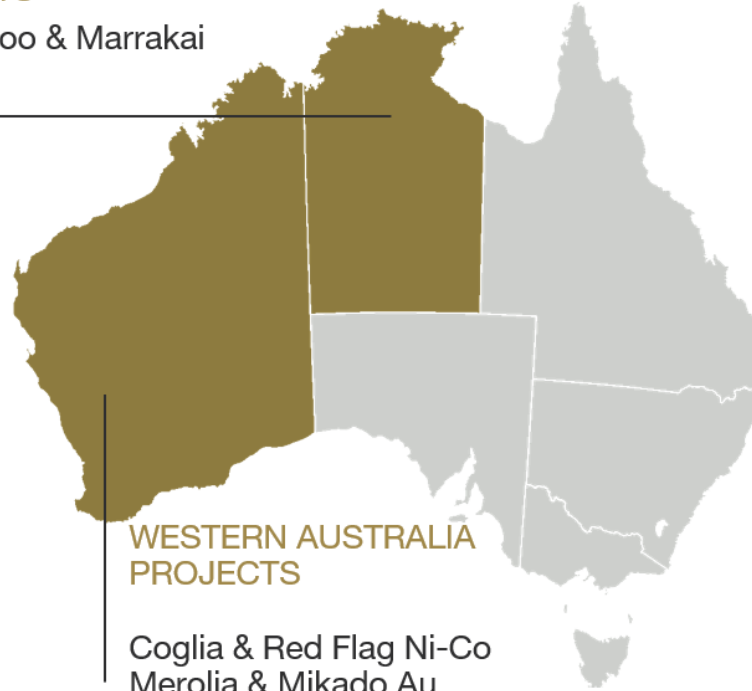 oo & Marrakai
WESTERN AUSTRALIA
PROJECTS
Coglia & Red Flag Ni-Co
Merolia & Mikado Au